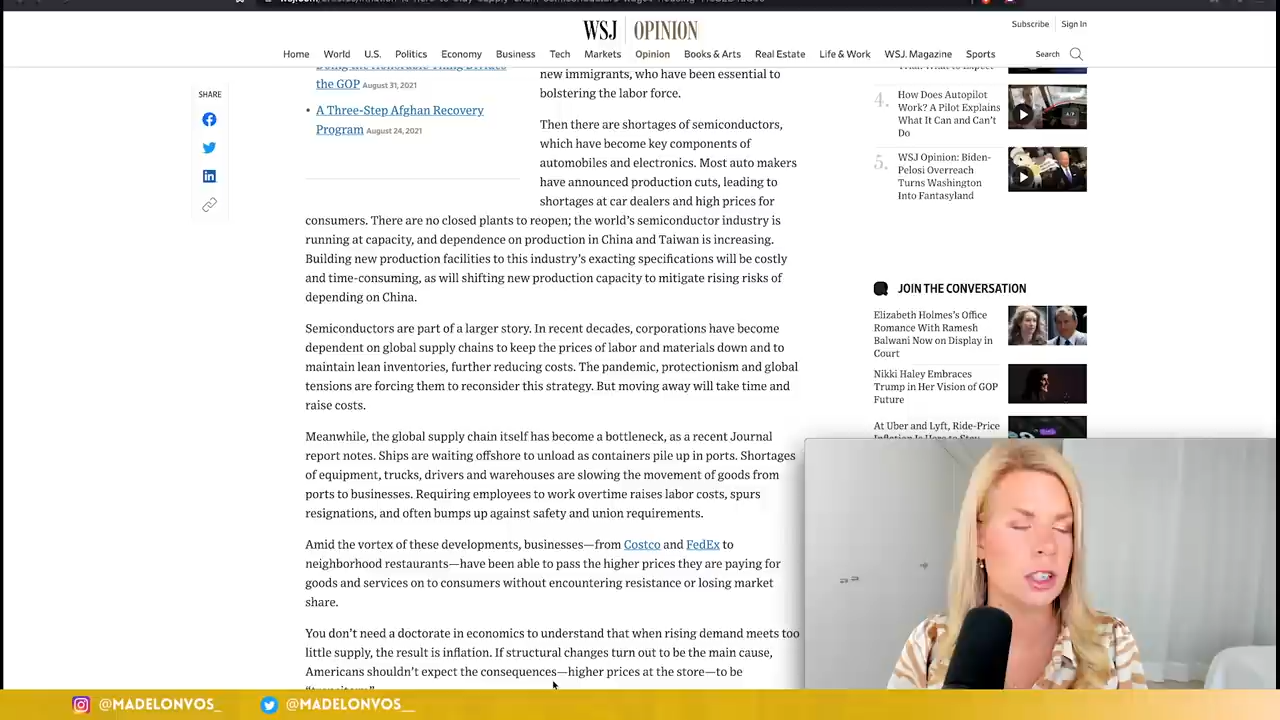 WSJ OPINION
Subscribe Sign In
Home World U.S. Politics Economy Business Tech Markets Opinion Books & Arts Real Estate Life & Work WSJ. Magazine Sports Search
SHARE
Doing the Honorable Thing Divides
the GOP August 31, 2021
• A Three-Step Afghan Recovery
Program August 24, 2021
new immigrants, who have been essential to
bolstering the labor force.
Then there are shortages of semiconductors,
which have become key components of
automobiles and electronics. Most auto makers
have announced production cuts, leading to
shortages at car dealers and high prices for
consumers. There are no closed plants to reopen; the world's semiconductor industry is
running at capacity, and dependence on production in China and Taiwan is increasing.
Building new production facilities to this industry's exacting specifications will be costly
and time-consuming, as will shifting new production capacity to mitigate rising risks of
depending on China.
Semiconductors are part of a larger story. In recent decades, corporations have become
dependent on global supply chains to keep the prices of labor and materials down and to
maintain lean inventories, further reducing costs. The pandemic, protectionism and global
tensions are forcing them to reconsider this strategy. But moving away will take time and
raise costs.
Meanwhile, the global supply chain itself has become a bottleneck, as a recent Journal
report notes. Ships are waiting offshore to unload as containers pile up in ports. Shortages
of equipment, trucks, drivers and warehouses are slowing the movement of goods from
ports to businesses. Requiring employees to work overtime raises labor costs, spurs
resignations, and often bumps up against safety and union requirements.
Amid the vortex of these developments, businesses—from Costco and FedEx to
neighborhood restaurants—have been able to pass the higher prices they are paying for
goods and services on to consumers without encountering resistance or losing market
share.
You don't need a doctorate in economics to understand that when rising demand meets too
little supply, the result is inflation. If structural changes turn out to be the main cause,
Americans shouldn't expect the consequences—higher prices at the store—to be
4. How Does Autopilot
Work? A Pilot Explains
What It Can and Can't
Do
5. WSJ Opinion: Biden-
Pelosi Overreach
Turns Washington
Into Fantasyland
JOIN THE CONVERSATION
Elizabeth Holmes's Office
Romance With Ramesh
Balwani Now on Display in
Court
Nikki Haley Embraces
Trump in Her Vision of GOP
Future
At Uber and Lyft, Ride-Price
Inflation Is Here to Stay
@MADELONVOS_ @MADELONVOS__